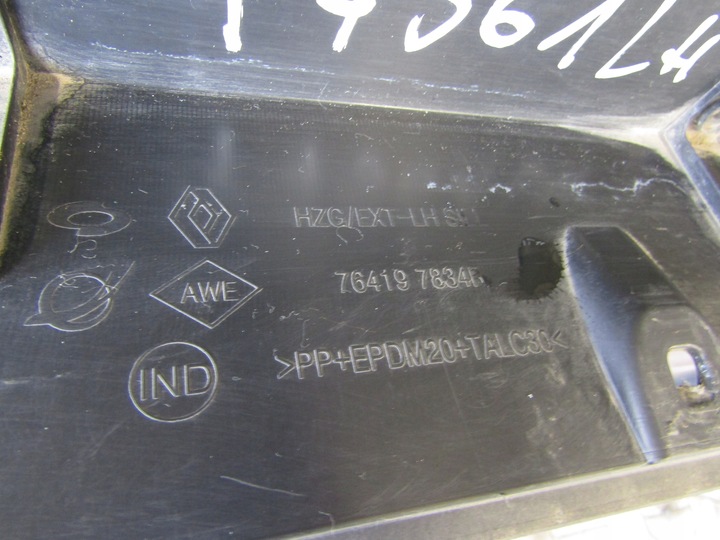 HZG/EXT-LH
AWE
76419 7834R
IND
>PP+EPDM20+TALC30<